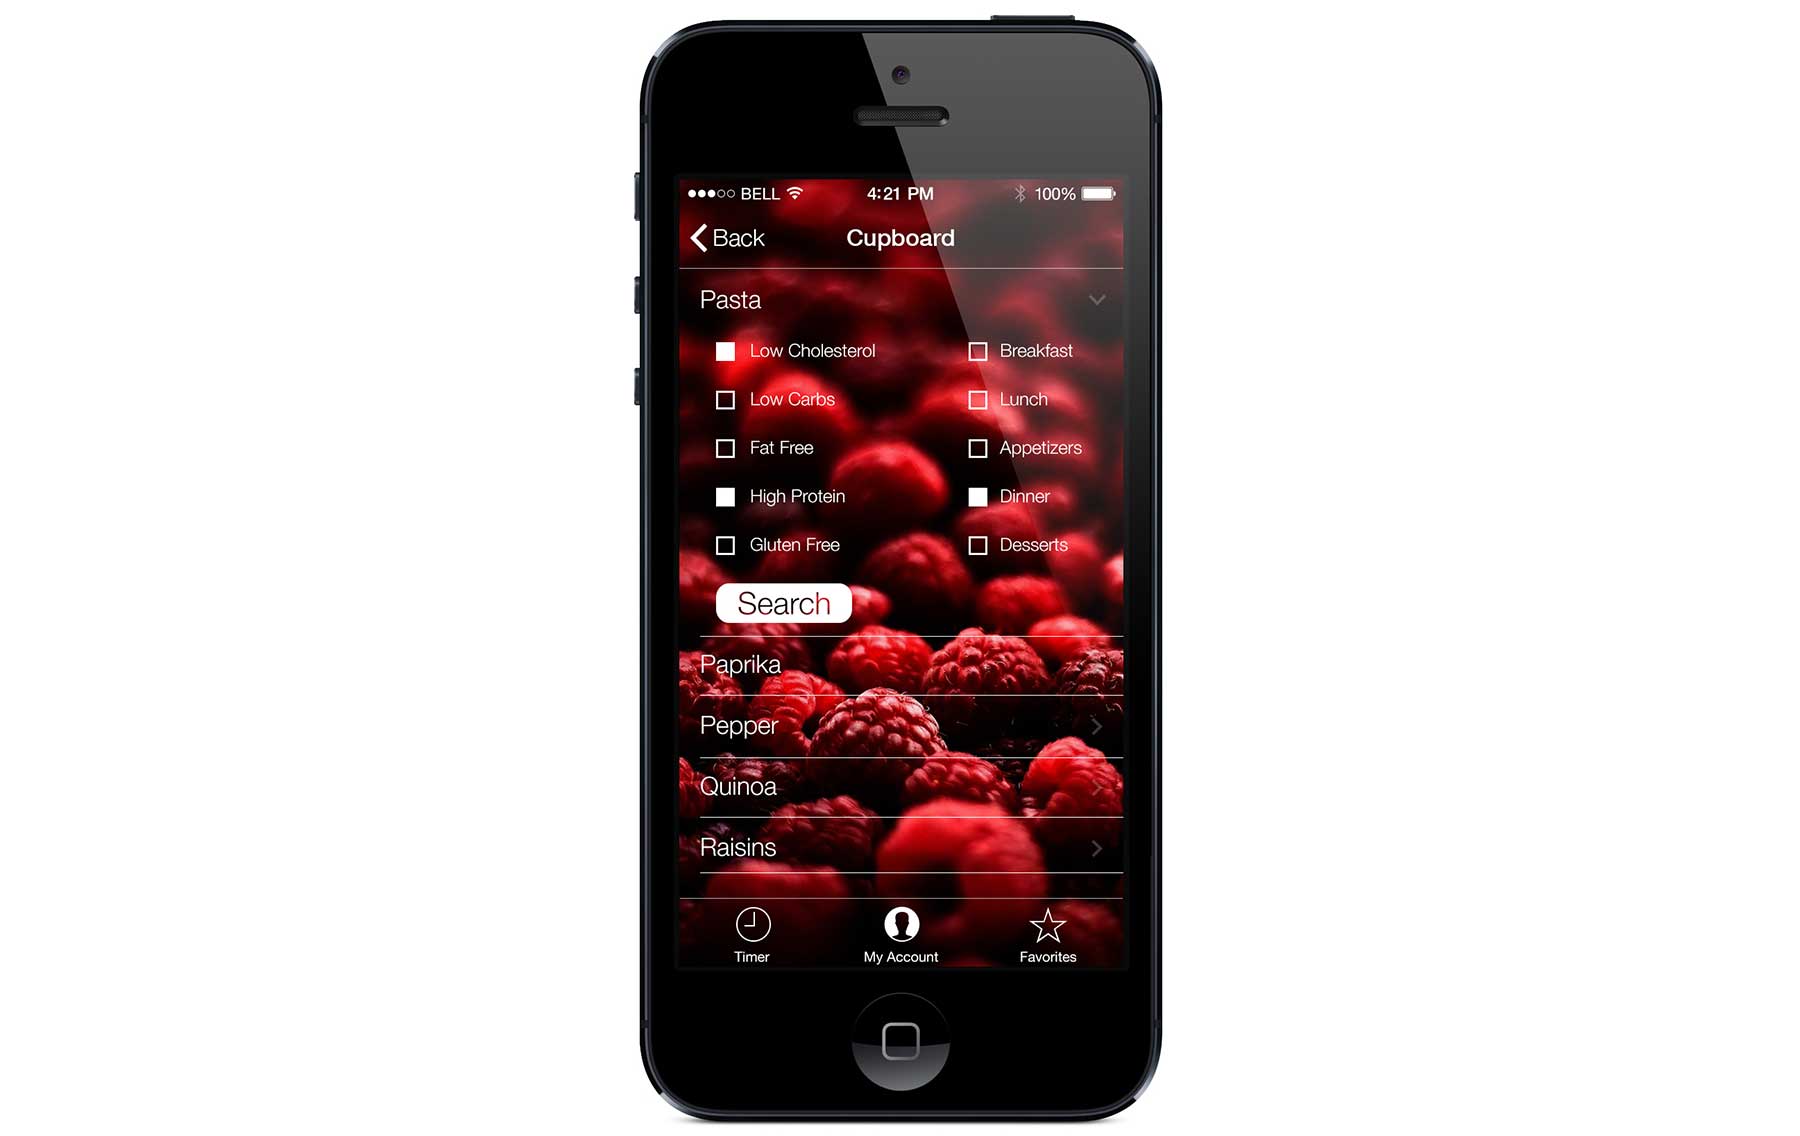 BELL 4:21 PM 100%
Back Cupboard
Pasta
Low Cholesterol Breakfast
Low Carbs Lunch
Fat Free Appetizers
High Protein Dinner
Gluten Free Desserts
Search
Paprika
Pepper
Quinoa
Raisins
Timer My Account Favorites